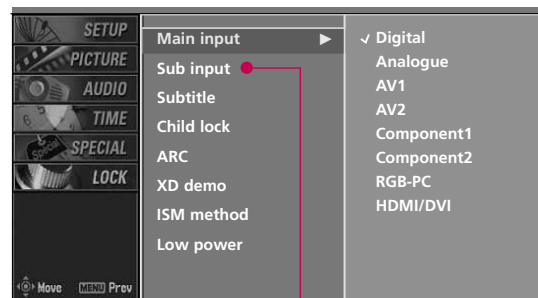 SETUP
PICTURE
AUDIO
TIME
SPECIAL
LOCK
Move MENU Prev
Main input
Sub input
Subtitle
Child lock
ARC
XD demo
ISM method
Low power
Digital
Analogue
AV1
AV2
Component1
Component2
RGB-PC
HDMI/DVI